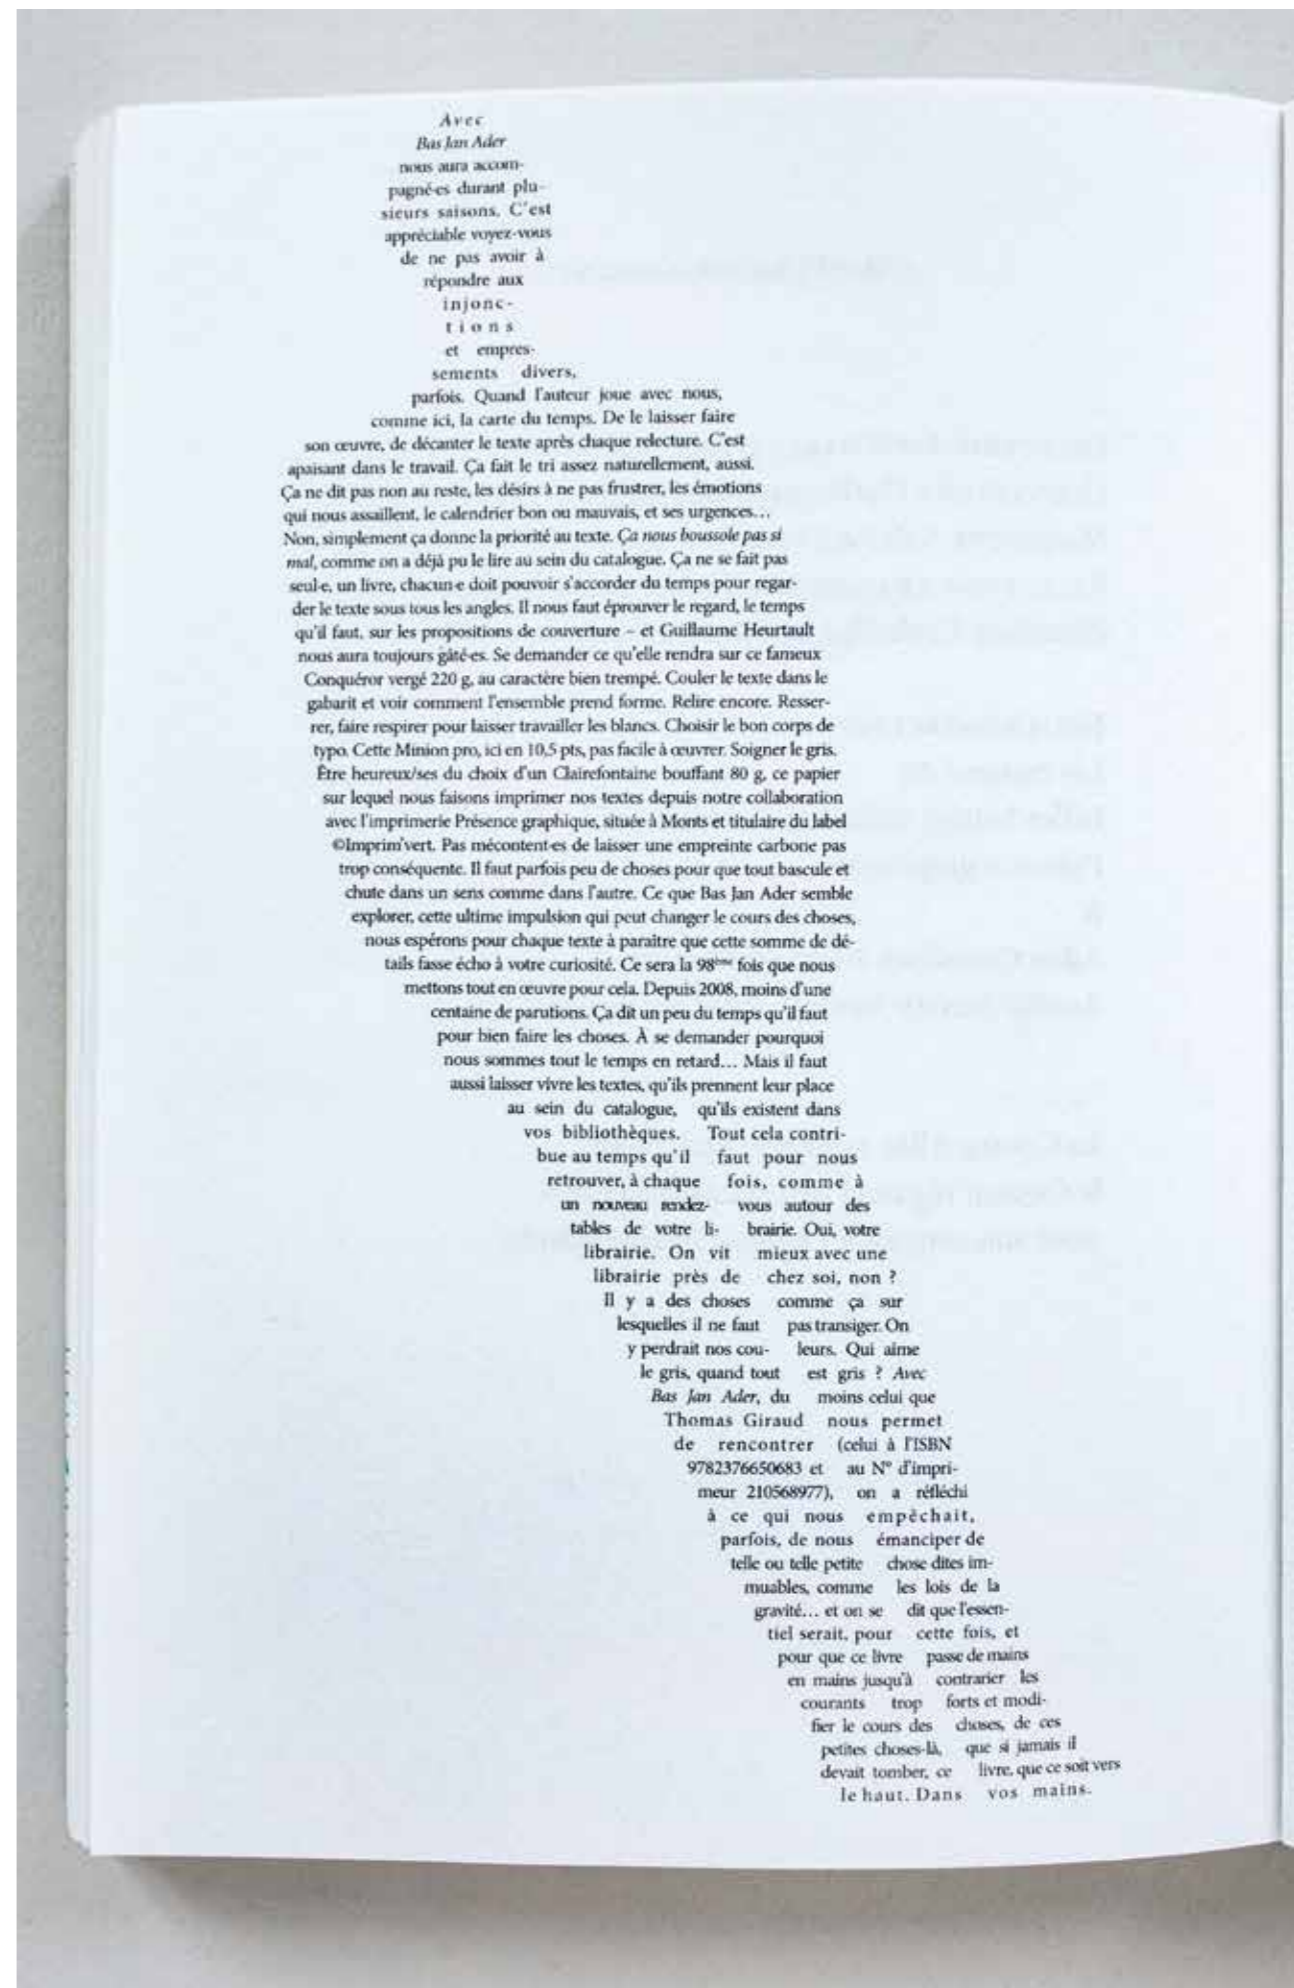 Avec
Bas Jan Ader
nous aura accom-
pagné·es durant plu-
sieurs saisons. C'est
appréciable voyez-vous
de ne pas avoir à
répondre aux
injonc-
tions
et empres-
sements divers,
parfois. Quand l'auteur joue avec nous,
comme ici, la carte du temps. De le laisser faire
son œuvre, de décanter le texte après chaque relecture. C'est
apaisant dans le travail. Ça fait le tri assez naturellement, aussi.
Ça ne dit pas non au reste, les désirs à ne pas frustrer, les émotions
qui nous assaillent, le calendrier bon ou mauvais, et ses urgences…
Non, simplement ça donne la priorité au texte. Ça nous boussole pas si
mal, comme on a déjà pu le lire au sein du catalogue. Ça ne se fait pas
seul·e, un livre, chacun·e doit pouvoir s'accorder du temps pour regar-
der le texte sous tous les angles. Il nous faut éprouver le regard, le temps
qu'il faut, sur les propositions de couverture – et Guillaume Heurtault
nous aura toujours gâté·es. Se demander ce qu'elle rendra sur ce fameux
Conquéror vergé 220 g, au caractère bien trempé. Couler le texte dans le
gabarit et voir comment l'ensemble prend forme. Relire encore. Resser-
rer, faire respirer pour laisser travailler les blancs. Choisir le bon corps de
typo. Cette Minion pro, ici en 10,5 pts, pas facile à œuvrer. Soigner le gris.
Être heureux/ses du choix d'un Clairefontaine bouffant 80 g, ce papier
sur lequel nous faisons imprimer nos textes depuis notre collaboration
avec l'imprimerie Présence graphique, située à Monts et titulaire du label
©Imprim'vert. Pas mécontent·es de laisser une empreinte carbone pas
trop conséquente. Il faut parfois peu de choses pour que tout bascule et
chute dans un sens comme dans l'autre. Ce que Bas Jan Ader semble
explorer, cette ultime impulsion qui peut changer le cours des choses,
nous espérons pour chaque texte à paraître que cette somme de dé-
tails fasse écho à votre curiosité. Ce sera la 98ème fois que nous
mettons tout en œuvre pour cela. Depuis 2008, moins d'une
centaine de parutions. Ça dit un peu du temps qu'il faut
pour bien faire les choses. À se demander pourquoi
nous sommes tout le temps en retard… Mais il faut
aussi laisser vivre les textes, qu'ils prennent leur place
au sein du catalogue, qu'ils existent dans
vos bibliothèques. Tout cela contri-
bue au temps qu'il faut pour nous
retrouver, à chaque fois, comme à
un nouveau rendez-vous autour des
tables de votre li- brairie. Oui, votre
librairie. On vit mieux avec une
librairie près de chez soi, non ?
Il y a des choses comme ça sur
lesquelles il ne faut pas transiger. On
y perdrait nos cou- leurs. Qui aime
le gris, quand tout est gris ? Avec
Bas Jan Ader, du moins celui que
Thomas Giraud nous permet
de rencontrer (celui à l'ISBN
9782376650683 et au N° d'impri-
meur 210568977), on a réfléchi
à ce qui nous empêchait,
parfois, de nous émanciper de
telle ou telle petite chose dites im-
muables, comme les lois de la
gravité… et on se dit que l'essen-
tiel serait, pour cette fois, et
pour que ce livre passe de mains
en mains jusqu'à contrarier les
courants trop forts et modi-
fier le cours des choses, de ces
petites choses-là, que si jamais il
devait tomber, ce livre, que ce soit vers
le haut. Dans vos mains.